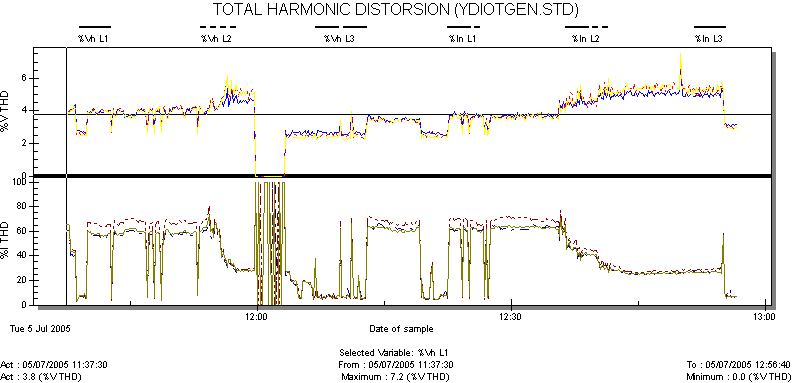 TOTAL HARMONIC DISTORSION (YDIOTGEN.STD)
%Vh L1 %Vh L2 %Vh L3 %In L1 %In L2 %In L3
%V THD
6
4
2
0
%I THD
100
80
60
40
20
0
12:00 12:30 13:00
Tue 5 Jul 2005 Date of sample
Selected Variable: %Vh L1
Act : 05/07/2005 11:37:30 From : 05/07/2005 11:37:30 To : 05/07/2005 12:56:40
Act : 3.8 (%V THD) Maximum : 7.2 (%V THD) Minimum : 0.0 (%V THD)